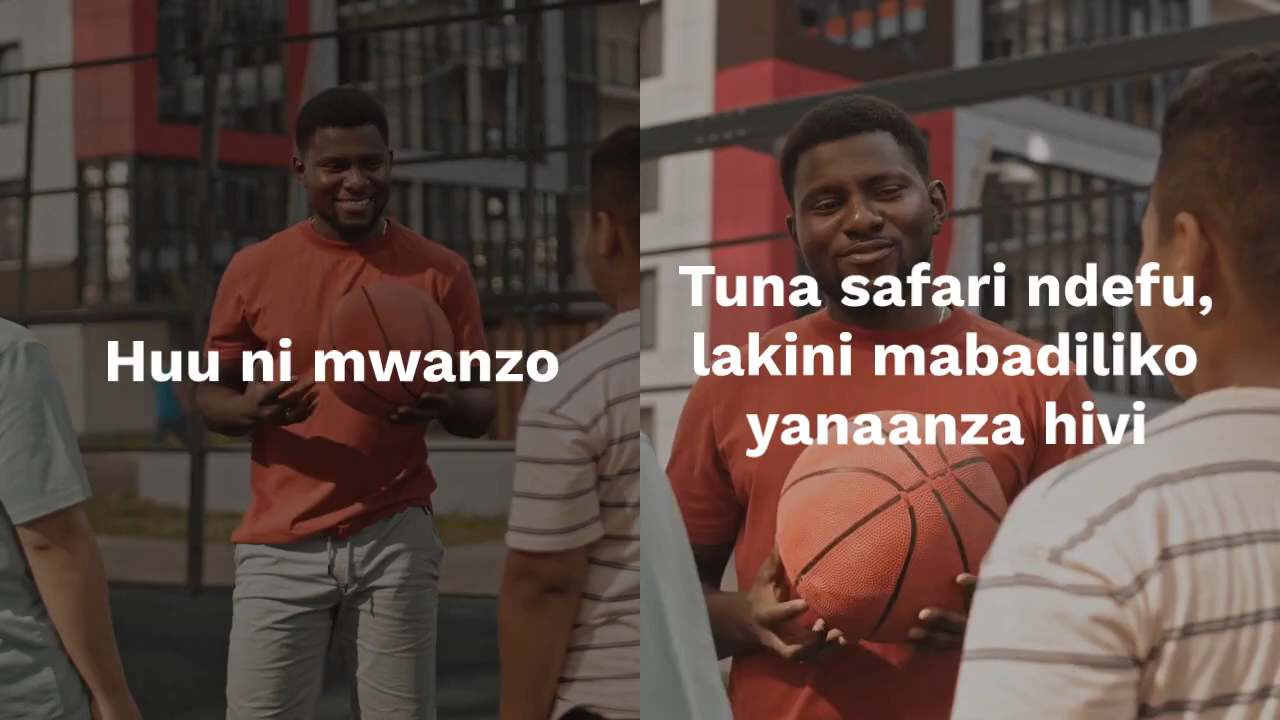 Huu ni mwanzo
Tuna safari ndefu,
lakini mabadiliko
yanaanza hivi